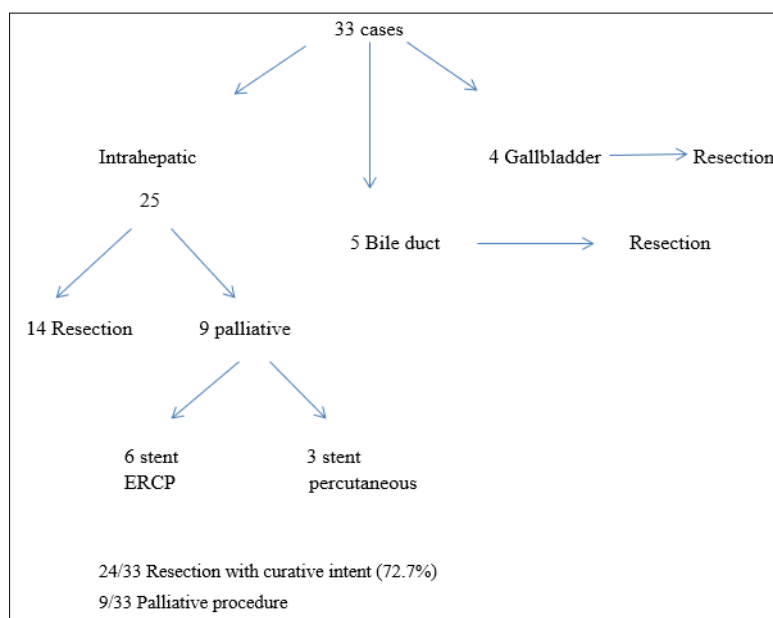 33 cases
Intrahepatic
25
4 Gallbladder
Resection
5 Bile duct
Resection
14 Resection
9 palliative
6 stent
ERCP
3 stent
percutaneous
24/33 Resection with curative intent (72.7%)
9/33 Palliative procedure